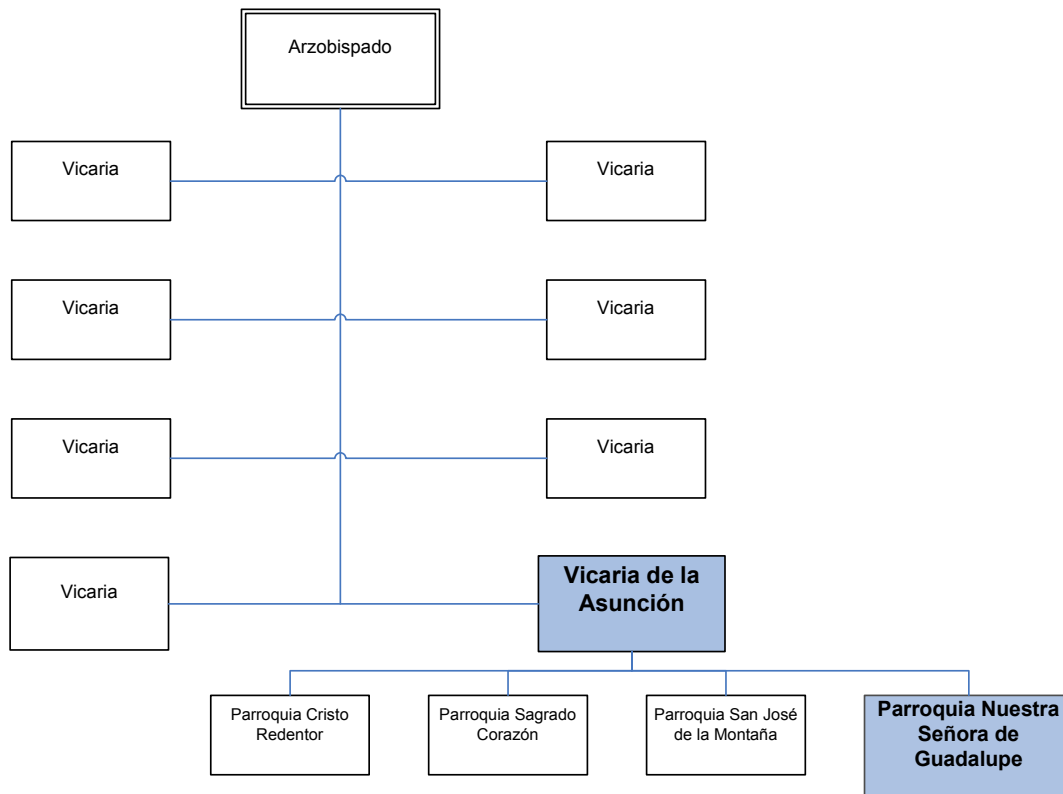 Arzobispado
Vicaria
Vicaria
Vicaria
Vicaria
Vicaria
Vicaria
Vicaria
Vicaria de la
Asunción
Parroquia Cristo
Redentor
Parroquia Sagrado
Corazón
Parroquia San José
de la Montaña
Parroquia Nuestra
Señora de
Guadalupe